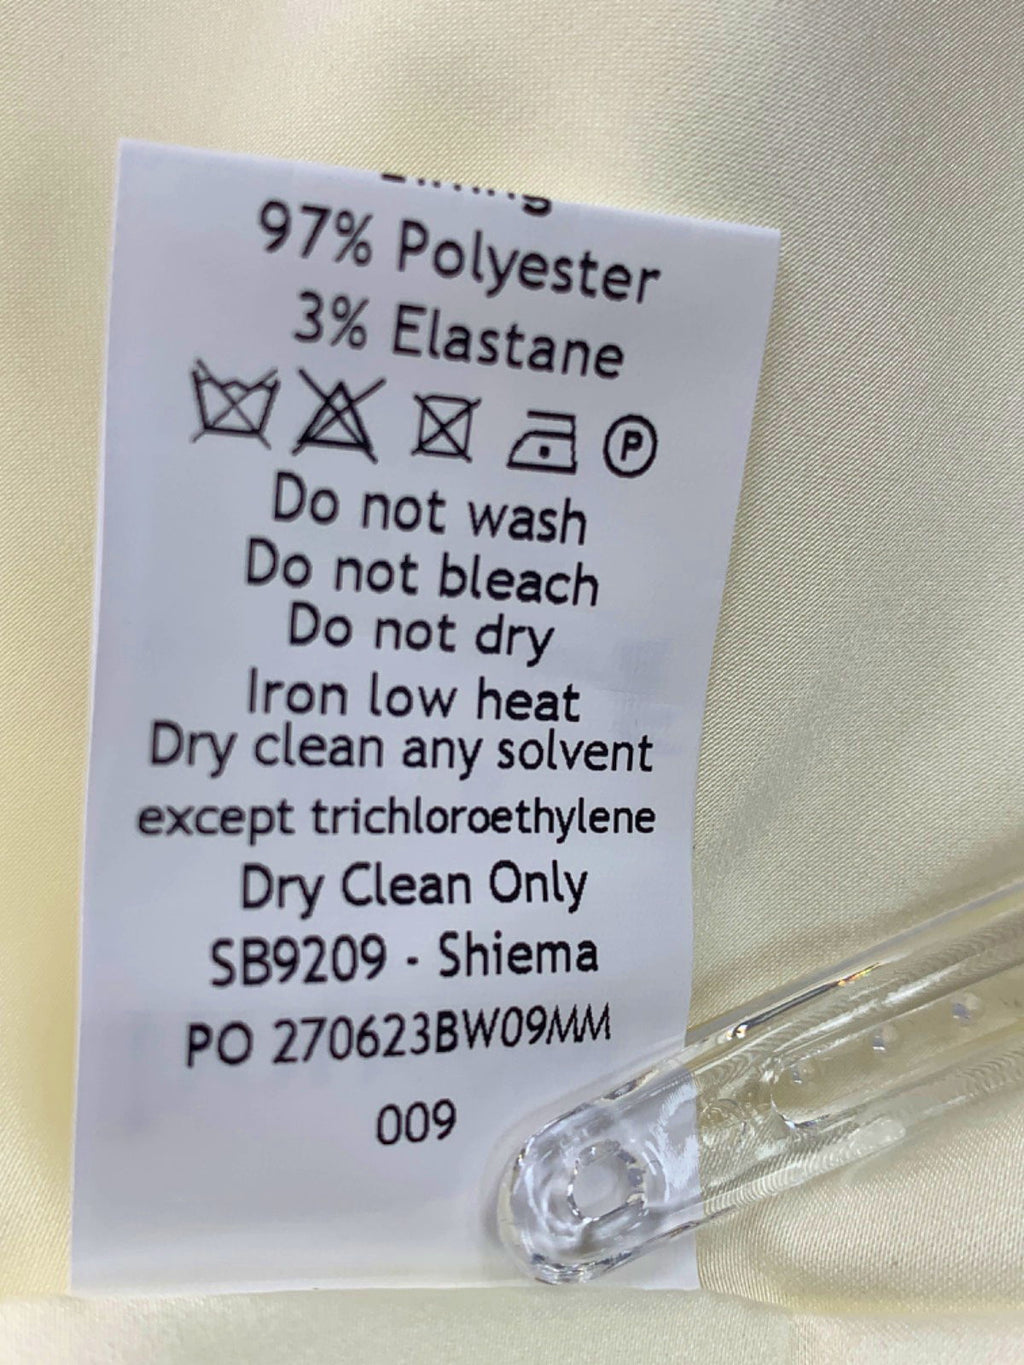 Lining
97% Polyester
3% Elastane
P
Do not wash
Do not bleach
Do not dry
Iron low heat
Dry clean any solvent
except trichloroethylene
Dry Clean Only
SB9209 - Shiema
PO 270623BW09MM
009